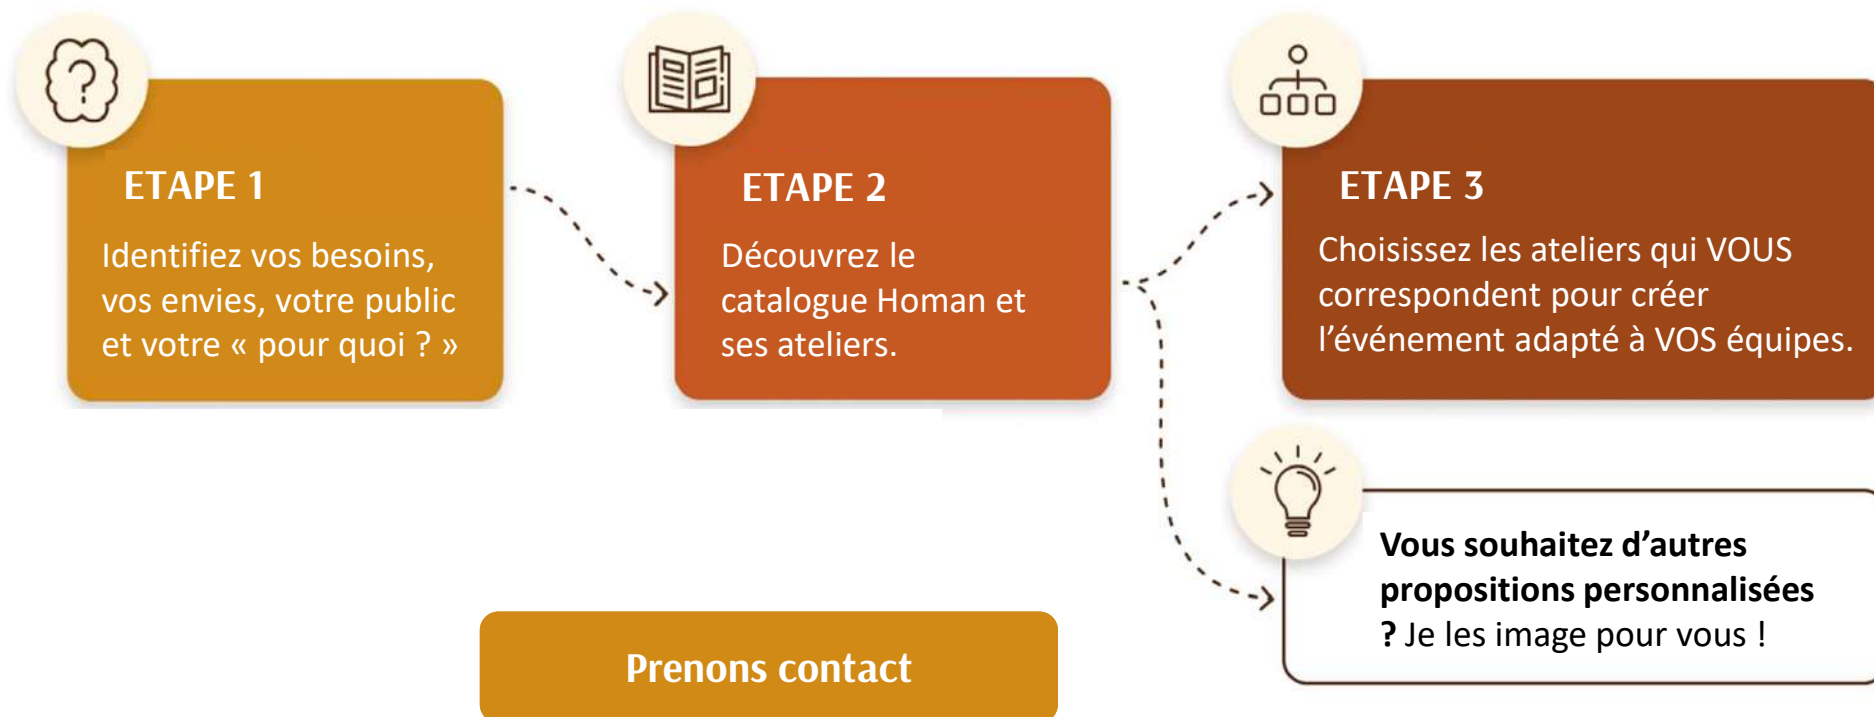 ETAPE 1
Identifiez vos besoins,
vos envies, votre public
et votre « pour quoi ? »
ETAPE 2
Découvrez le
catalogue Homan et
ses ateliers.
ETAPE 3
Choisissez les ateliers qui VOUS
correspondent pour créer
l’événement adapté à VOS équipes.
Vous souhaitez d’autres
propositions personnalisées
? Je les image pour vous !
Prenons contact